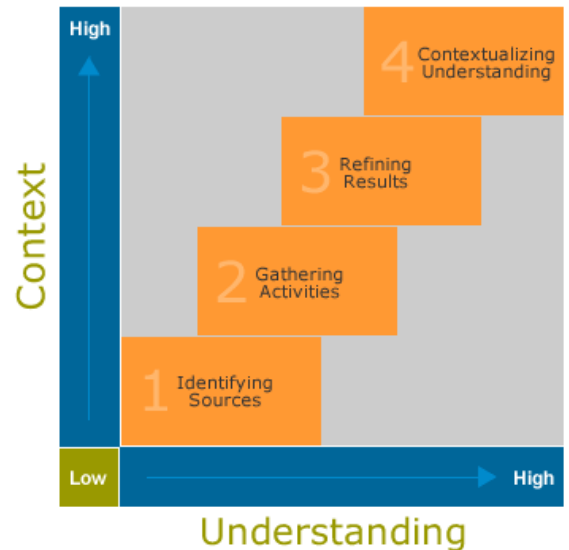 High
4
Contextualizing
Understanding
3
Refining
Results
2
Gathering
Activities
1
Identifying
Sources
Context
Low
High
Understanding